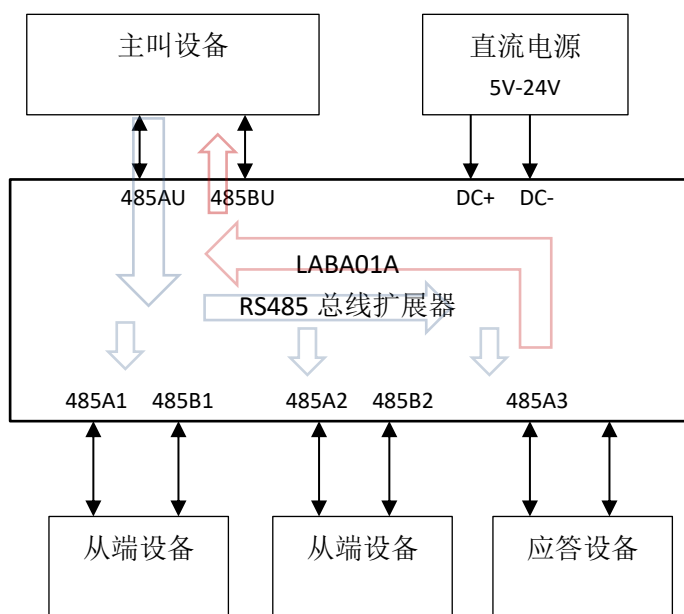 主叫设备
直流电源
5V-24V
485AU
485BU
DC+
DC-
LABA01A
RS485 总线扩展器
485A1
485B1
485A2
485B2
485A3
从端设备
从端设备
应答设备